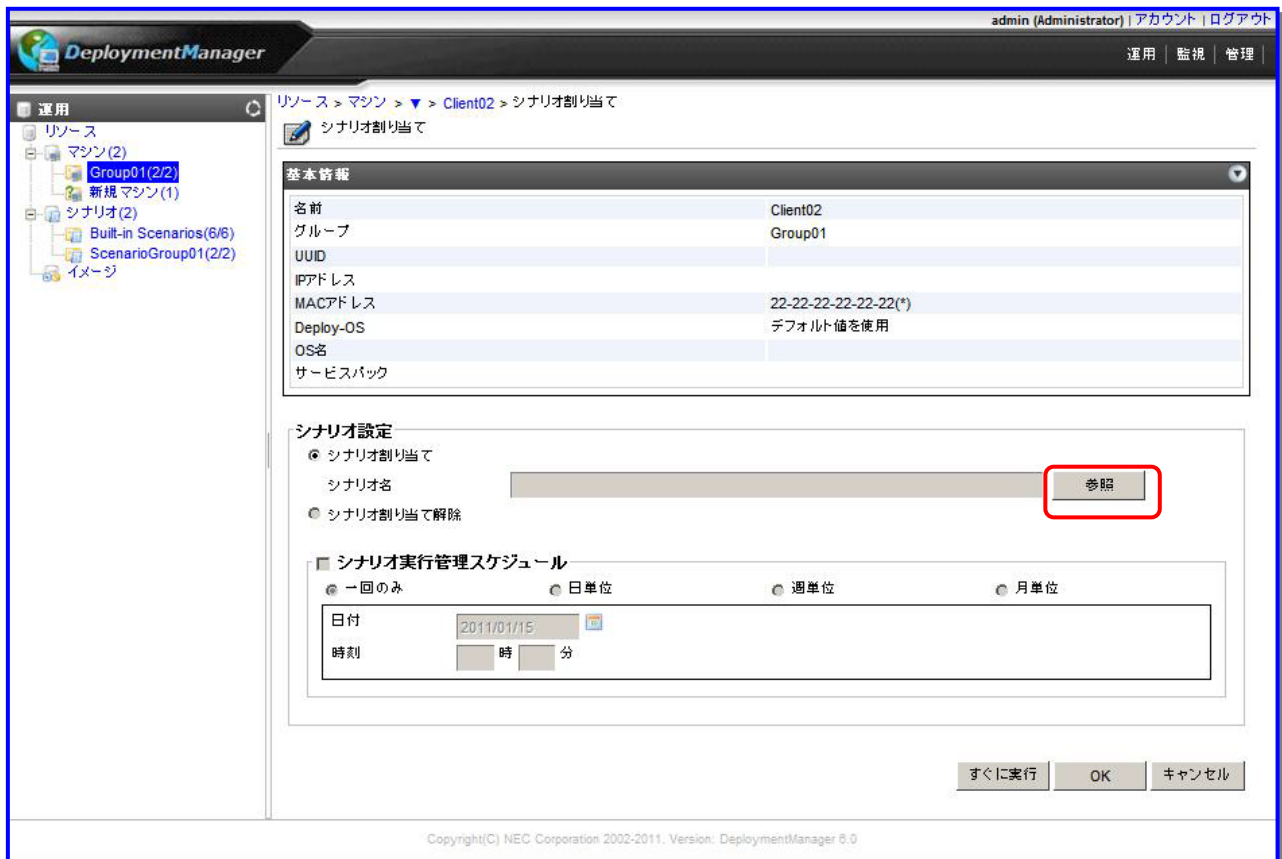 admin (Administrator) | アカウント | ログアウト
DeploymentManager
運用 | 監視 | 管理
運用
リソース
マシン(2)
Group01(2/2)
新規マシン(1)
シナリオ(2)
Built-in Scenarios(6/6)
ScenarioGroup01(2/2)
イメージ
リソース > マシン > ▼ > Client02 > シナリオ割り当て
シナリオ割り当て
基本情報
名前 Client02
グループ Group01
UUID
IPアドレス
MACアドレス 22-22-22-22-22-22(*)
Deploy-OS デフォルト値を使用
OS名
サービスパック
シナリオ設定
シナリオ割り当て
シナリオ名 参照
シナリオ割り当て解除
シナリオ実行管理スケジュール
一回のみ 日単位 週単位 月単位
日付 2011/01/15
時刻 時 分
すぐに実行 OK キャンセル
Copyright(C) NEC Corporation 2002-2011. Version: DeploymentManager 6.0